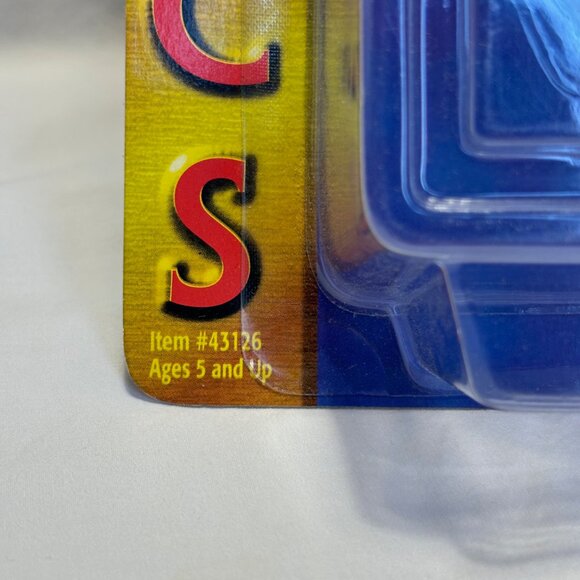 C
S
Item #43126
Ages 5 and Up